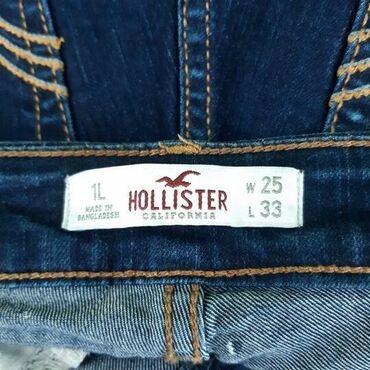 1L
MADE IN
BANGLADESH
HOLLISTER
CALIFORNIA
W 25
L 33